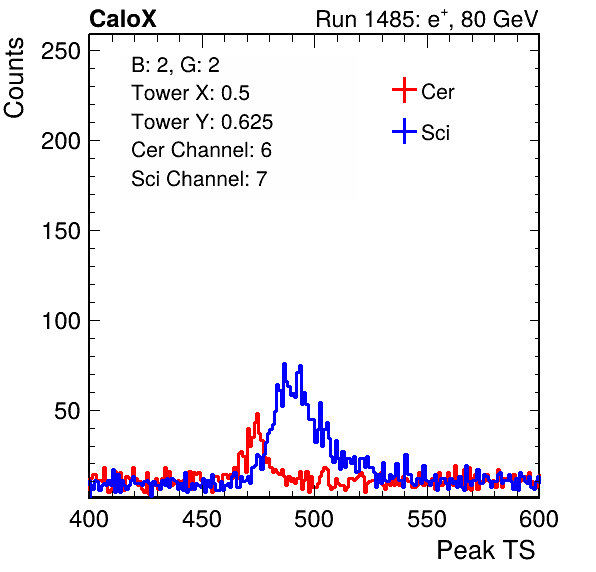 CaloX
Run 1485: e+, 80 GeV
Counts
250
200
150
100
50
B: 2, G: 2
Tower X: 0.5
Tower Y: 0.625
Cer Channel: 6
Sci Channel: 7
Cer
Sci
400 450 500 550 600
Peak TS